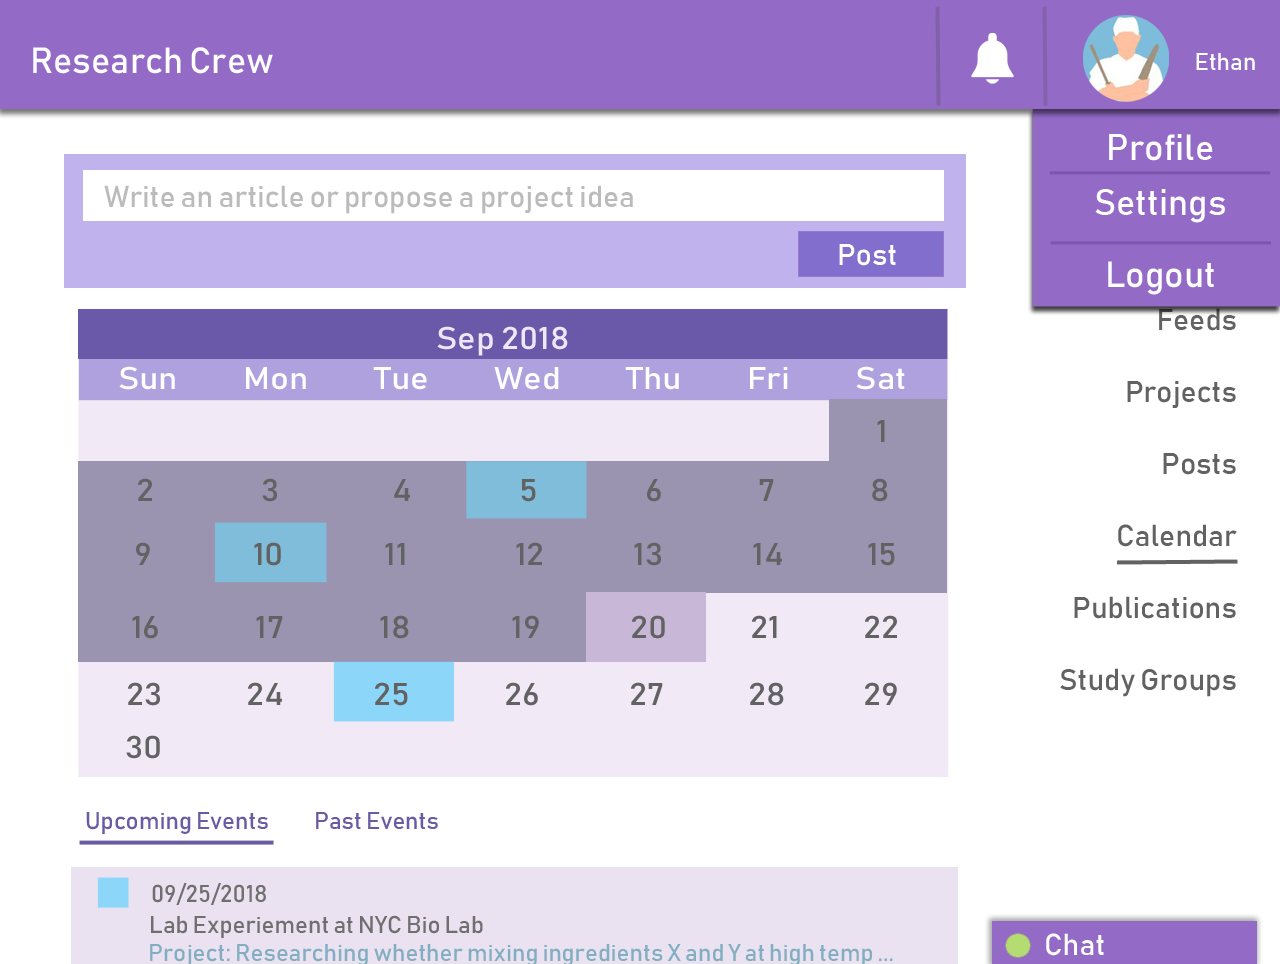 Research Crew
Ethan
Profile
Settings
Logout
Write an article or propose a project idea
Post
Sep 2018
Sun Mon Tue Wed Thu Fri Sat
1
2 3 4 5 6 7 8
9 10 11 12 13 14 15
16 17 18 19 20 21 22
23 24 25 26 27 28 29
30
Feeds
Projects
Posts
Calendar
Publications
Study Groups
Upcoming Events Past Events
09/25/2018
Lab Experiement at NYC Bio Lab
Project: Researching whether mixing ingredients X and Y at high temp ...
Chat